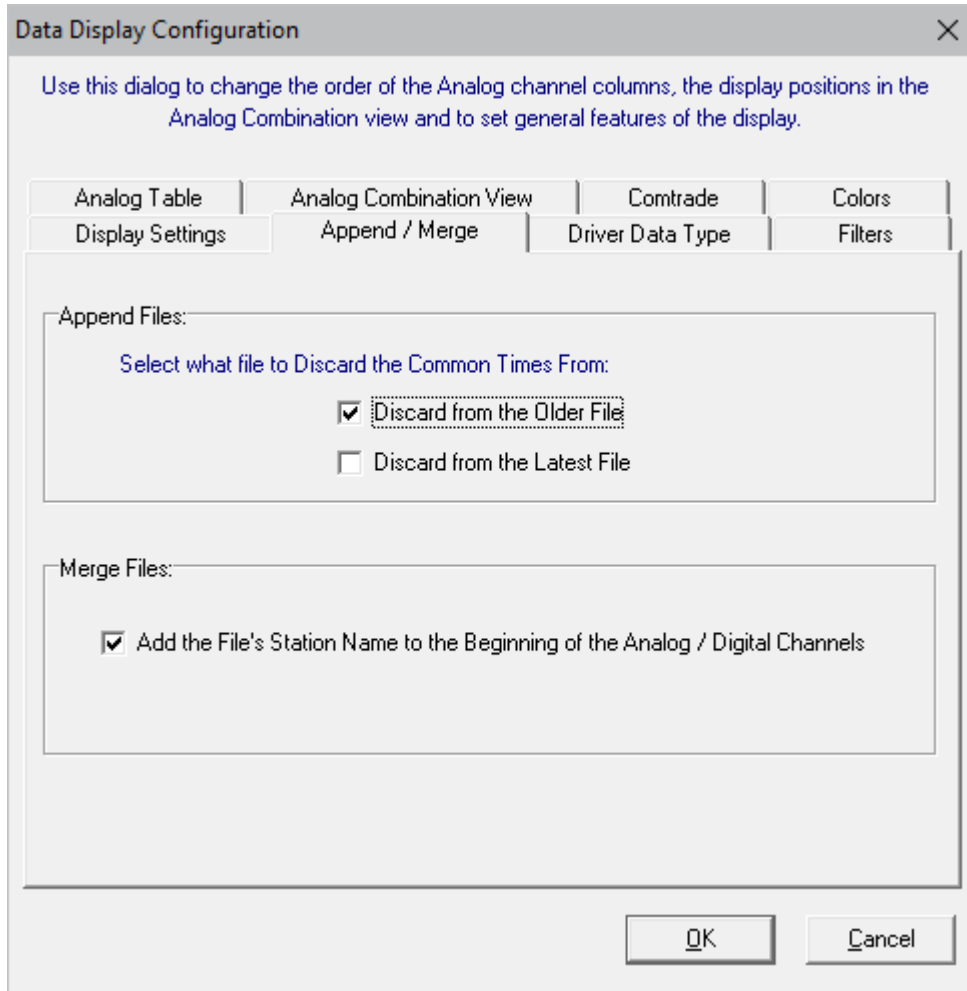 Data Display Configuration
Use this dialog to change the order of the Analog channel columns, the display positions in the
Analog Combination view and to set general features of the display.
Analog Table
Analog Combination View
Comtrade
Colors
Display Settings
Append / Merge
Driver Data Type
Filters
Append Files:
Select what file to Discard the Common Times From:
Discard from the Older File
Discard from the Latest File
Merge Files:
Add the File's Station Name to the Beginning of the Analog / Digital Channels
OK
Cancel